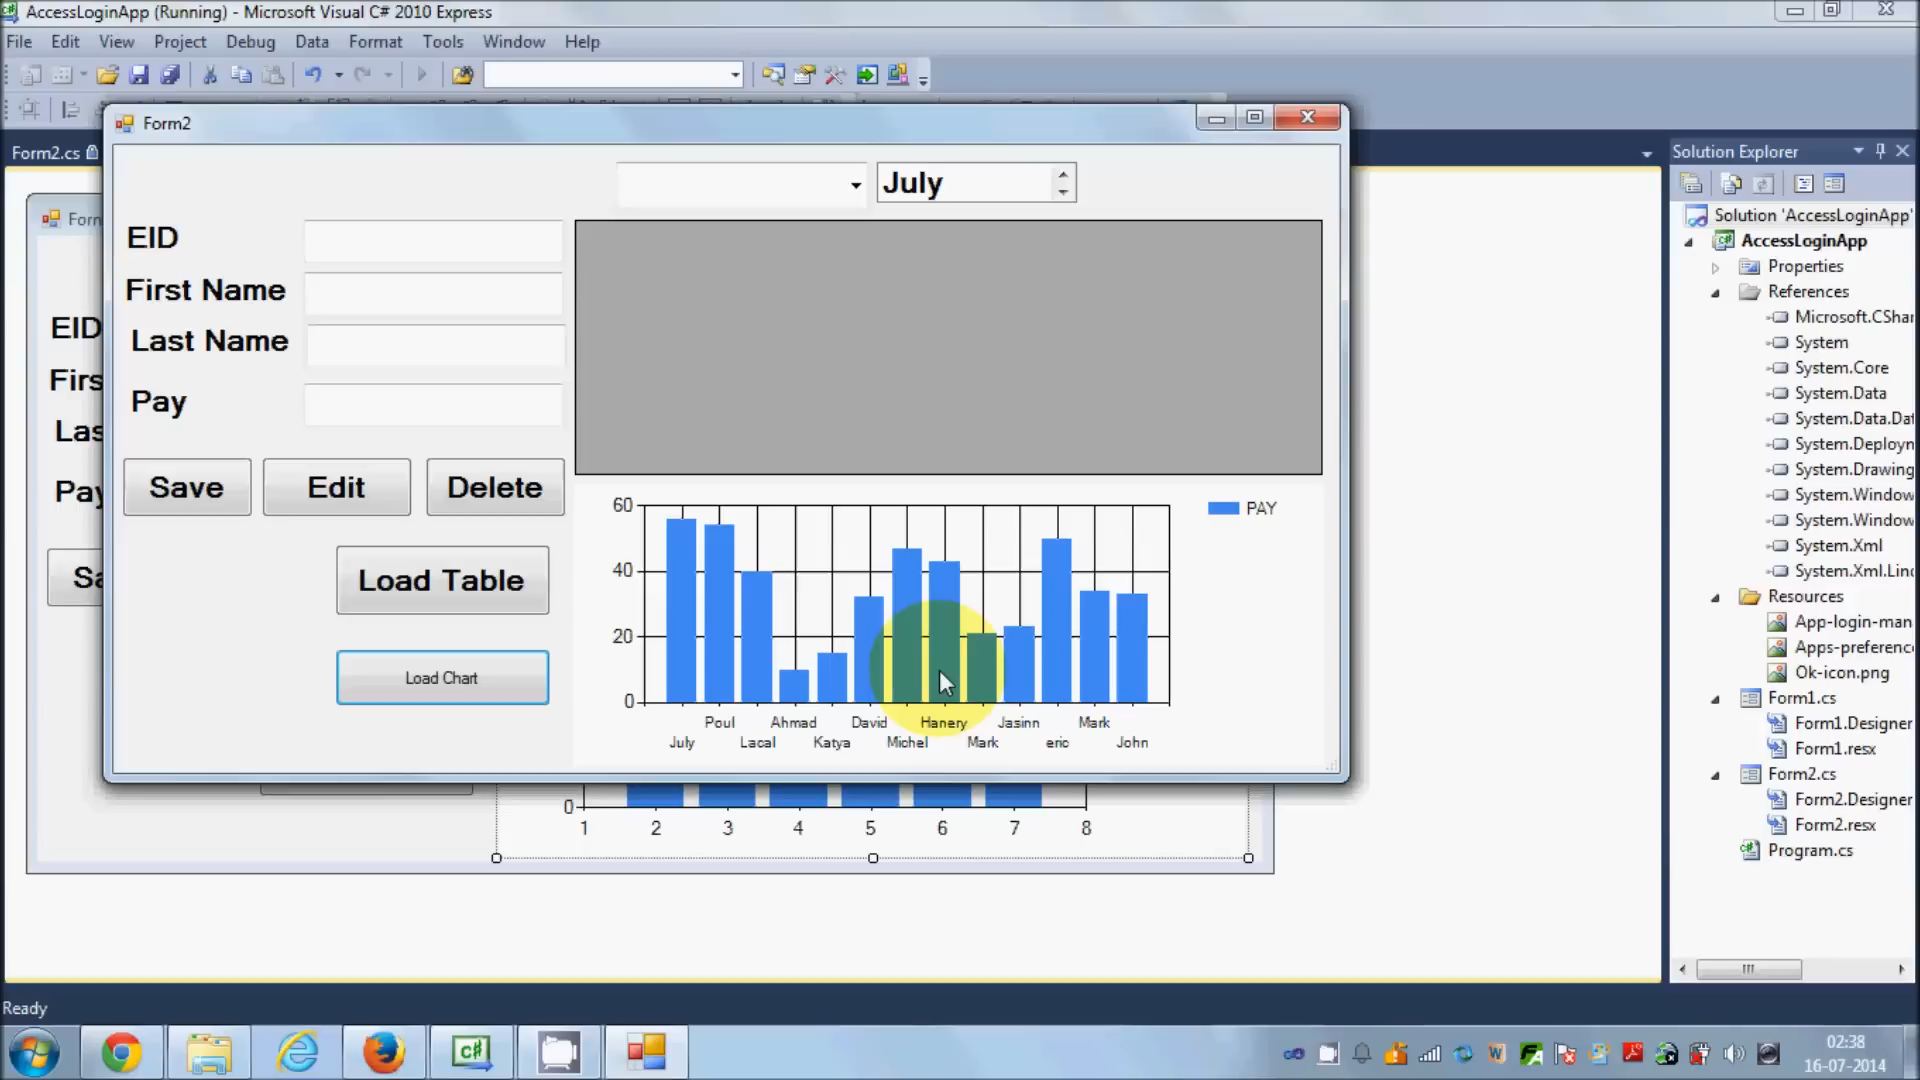 AccessLoginApp (Running) - Microsoft Visual C# 2010 Express
File Edit View Project Debug Data Format Tools Window Help
Form2.cs
Form2
July
EID
First Name
Last Name
Pay
Save Edit Delete
Load Table
Load Chart
60
40
20
0
PAY
Poul Ahmad David Hanery Jasinn Mark
July Lacal Katya Michel Mark eric John
Form
EID
Firs
Las
Pay
Sa
0
1 2 3 4 5 6 7 8
Solution Explorer
Solution 'AccessLoginApp'
AccessLoginApp
Properties
References
Microsoft.CShar
System
System.Core
System.Data
System.Data.Dat
System.Deploym
System.Drawing
System.Window
System.Window
System.Xml
System.Xml.Linc
Resources
App-login-man
Apps-preference
Ok-icon.png
Form1.cs
Form1.Designer
Form1.resx
Form2.cs
Form2.Designer
Form2.resx
Program.cs
Ready
02:38
16-07-2014